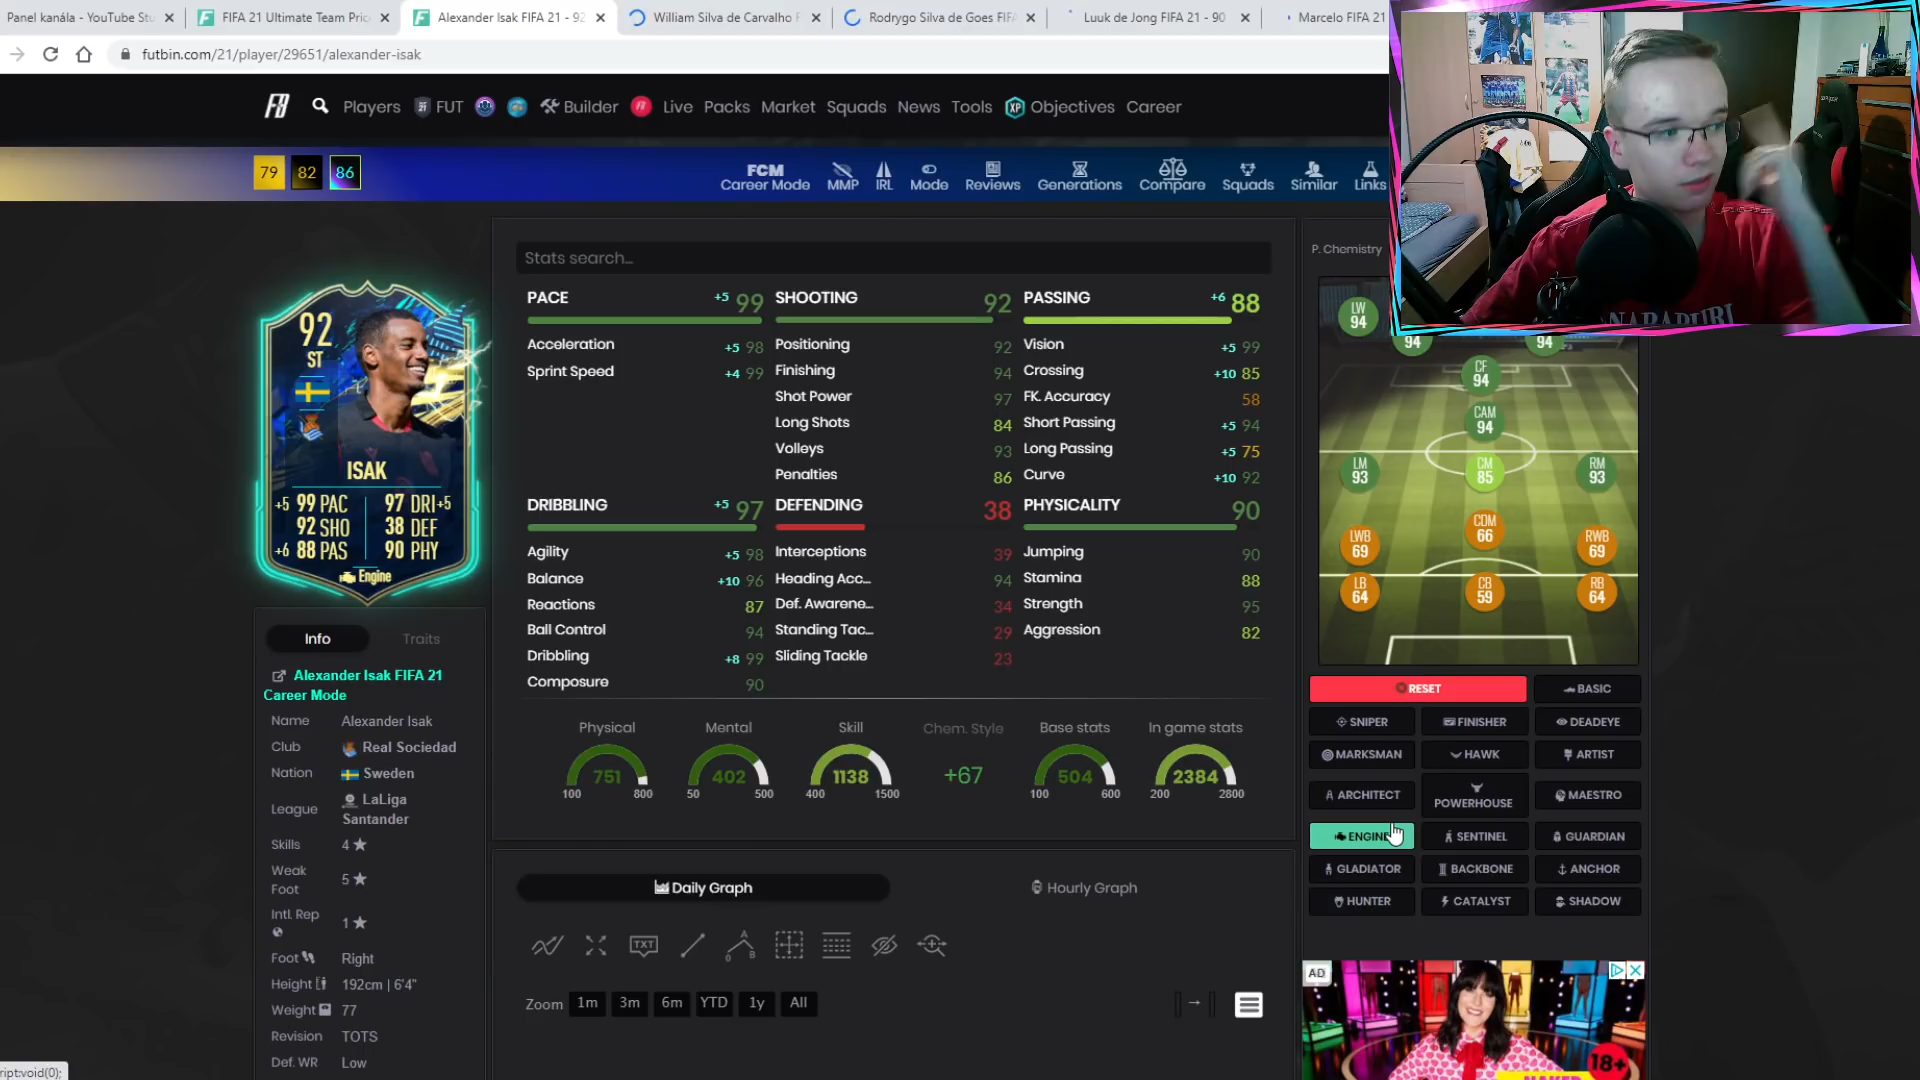 Panel kanála - YouTube Stu
FIFA 21 Ultimate Team Pric
Alexander Isak FIFA 21 - 92
William Silva de Carvalho F
Rodrygo Silva de Goes FIFA
Luuk de Jong FIFA 21 - 90
Marcelo FIFA 21
futbin.com/21/player/29651/alexander-isak
Players FUT Builder Live Packs Market Squads News Tools XP Objectives Career
79 82 86
FCM Career Mode
MMP IRL Mode Reviews Generations Compare Squads Similar Links
Stats search...
P. Chemistry
PACE +5 99
Acceleration +5 98
Sprint Speed +4 99
SHOOTING 92
Positioning 92
Finishing 94
Shot Power 97
Long Shots 84
Volleys 93
Penalties 86
PASSING +6 88
Vision +5 99
Crossing +10 85
FK. Accuracy 58
Short Passing +5 94
Long Passing +5 75
Curve +10 92
DRIBBLING +5 97
Agility +5 98
Balance +10 96
Reactions 87
Ball Control 94
Dribbling +8 99
Composure 90
DEFENDING 38
Interceptions 39
Heading Acc... 94
Def. Awarene... 34
Standing Tac... 29
Sliding Tackle 23
PHYSICALITY 90
Jumping 90
Stamina 88
Strength 95
Aggression 82
92
ST
ISAK
+5 99 PAC 97 DRI+5
92 SHO 38 DEF
+6 88 PAS 90 PHY
Engine
Info Traits
Alexander Isak FIFA 21
Career Mode
Name Alexander Isak
Club Real Sociedad
Nation Sweden
League LaLiga Santander
Skills 4
Weak Foot 5
Intl. Rep 1
Foot Right
Height 192cm | 6'4"
Weight 77
Revision TOTS
Def. WR Low
Physical 751 100 800
Mental 402 50 500
Skill 1138 400 1500
Chem. Style +67
Base stats 504 100 600
In game stats 2384 200 2800
Daily Graph
Hourly Graph
TXT
Zoom 1m 3m 6m YTD 1y All
LW 94
94 94
CF 94
CAM 94
LM 93 CM 85 RM 93
LWB 69 CDM 66 RWB 69
LB 64 CB 59 RB 64
RESET BASIC
SNIPER FINISHER DEADEYE
MARKSMAN HAWK ARTIST
ARCHITECT POWERHOUSE MAESTRO
ENGINE SENTINEL GUARDIAN
GLADIATOR BACKBONE ANCHOR
HUNTER CATALYST SHADOW
AD
18+
NAKED
ript:void(0);